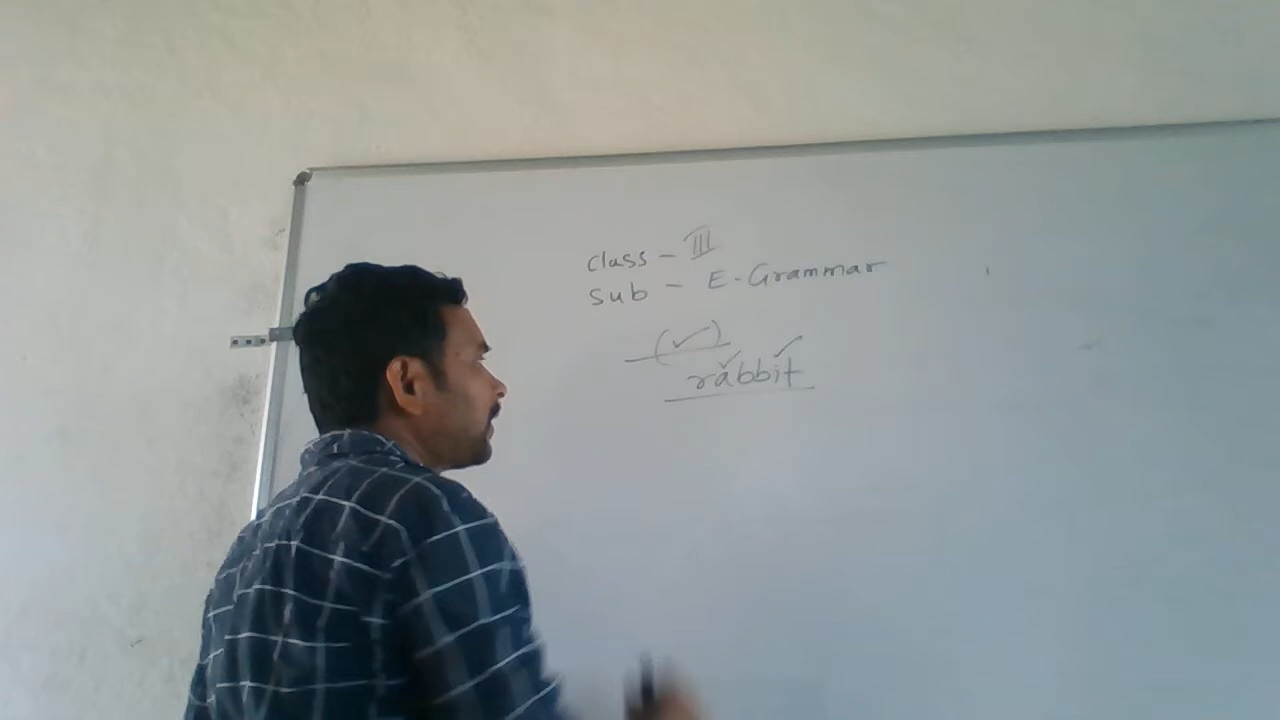 class - III
Sub - E-Grammar
(✓)
rabbit